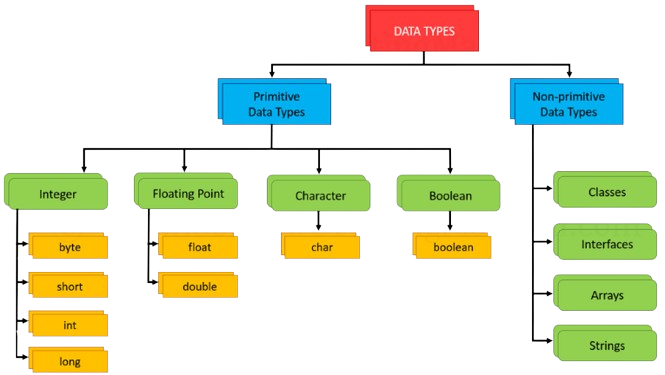 DATA TYPES
Primitive
Data Types
Non-primitive
Data Types
Integer
Floating Point
Character
Boolean
Classes
byte
float
char
boolean
Interfaces
short
double
Arrays
int
Strings
long